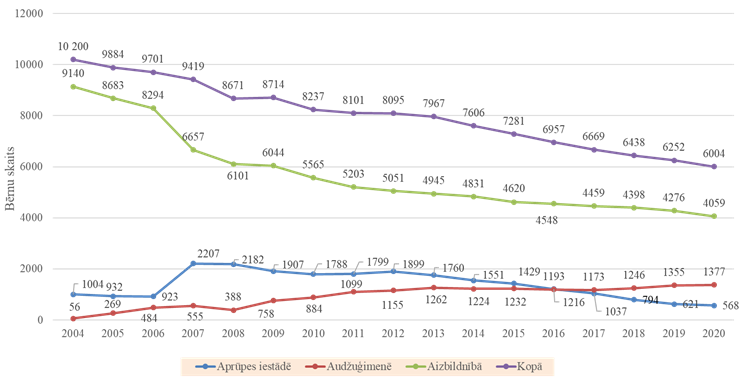 12000
10000
8000
6000
4000
2000
0
Bērnu skaits
10 200 9884 9701 9419 8671 8714 8237 8101 8095 7967 7606 7281 6957 6669 6438 6252 6004
9140 8683 8294 6657 6101 6044 5565 5203 5051 4945 4831 4620 4548 4459 4398 4276 4059
1004 932 923 2207 2182 1907 1788 1799 1899 1760 1551 1429 1216 1037 794 621 568
56 269 484 555 388 758 884 1099 1155 1262 1224 1232 1193 1173 1246 1355 1377
2004 2005 2006 2007 2008 2009 2010 2011 2012 2013 2014 2015 2016 2017 2018 2019 2020
Aprūpes iestādē Audžuģimenē Aizbildnībā Kopā